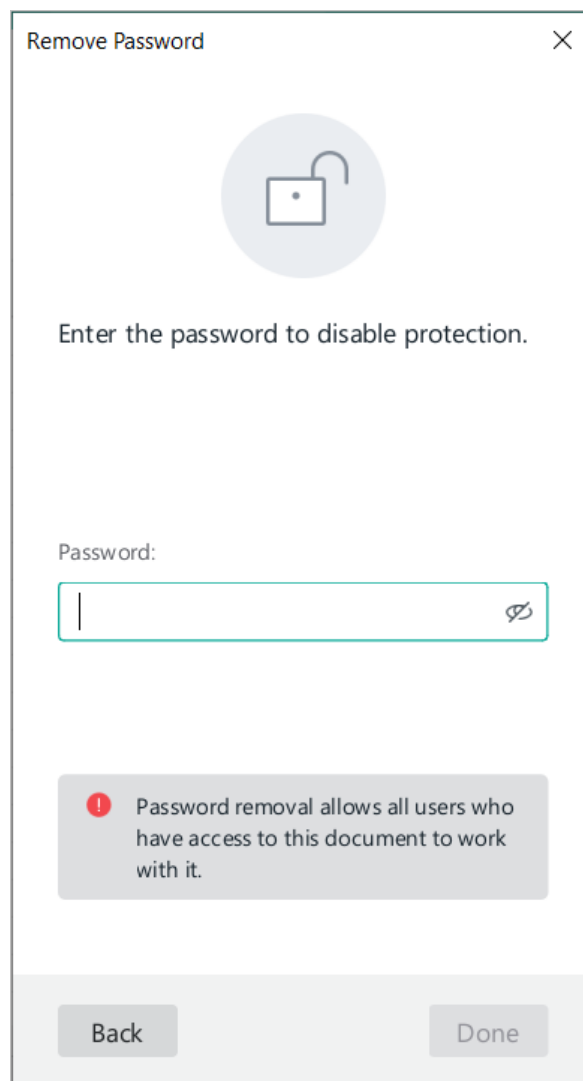 Remove Password
Enter the password to disable protection.
Password:
Password removal allows all users who
have access to this document to work
with it.
Back
Done